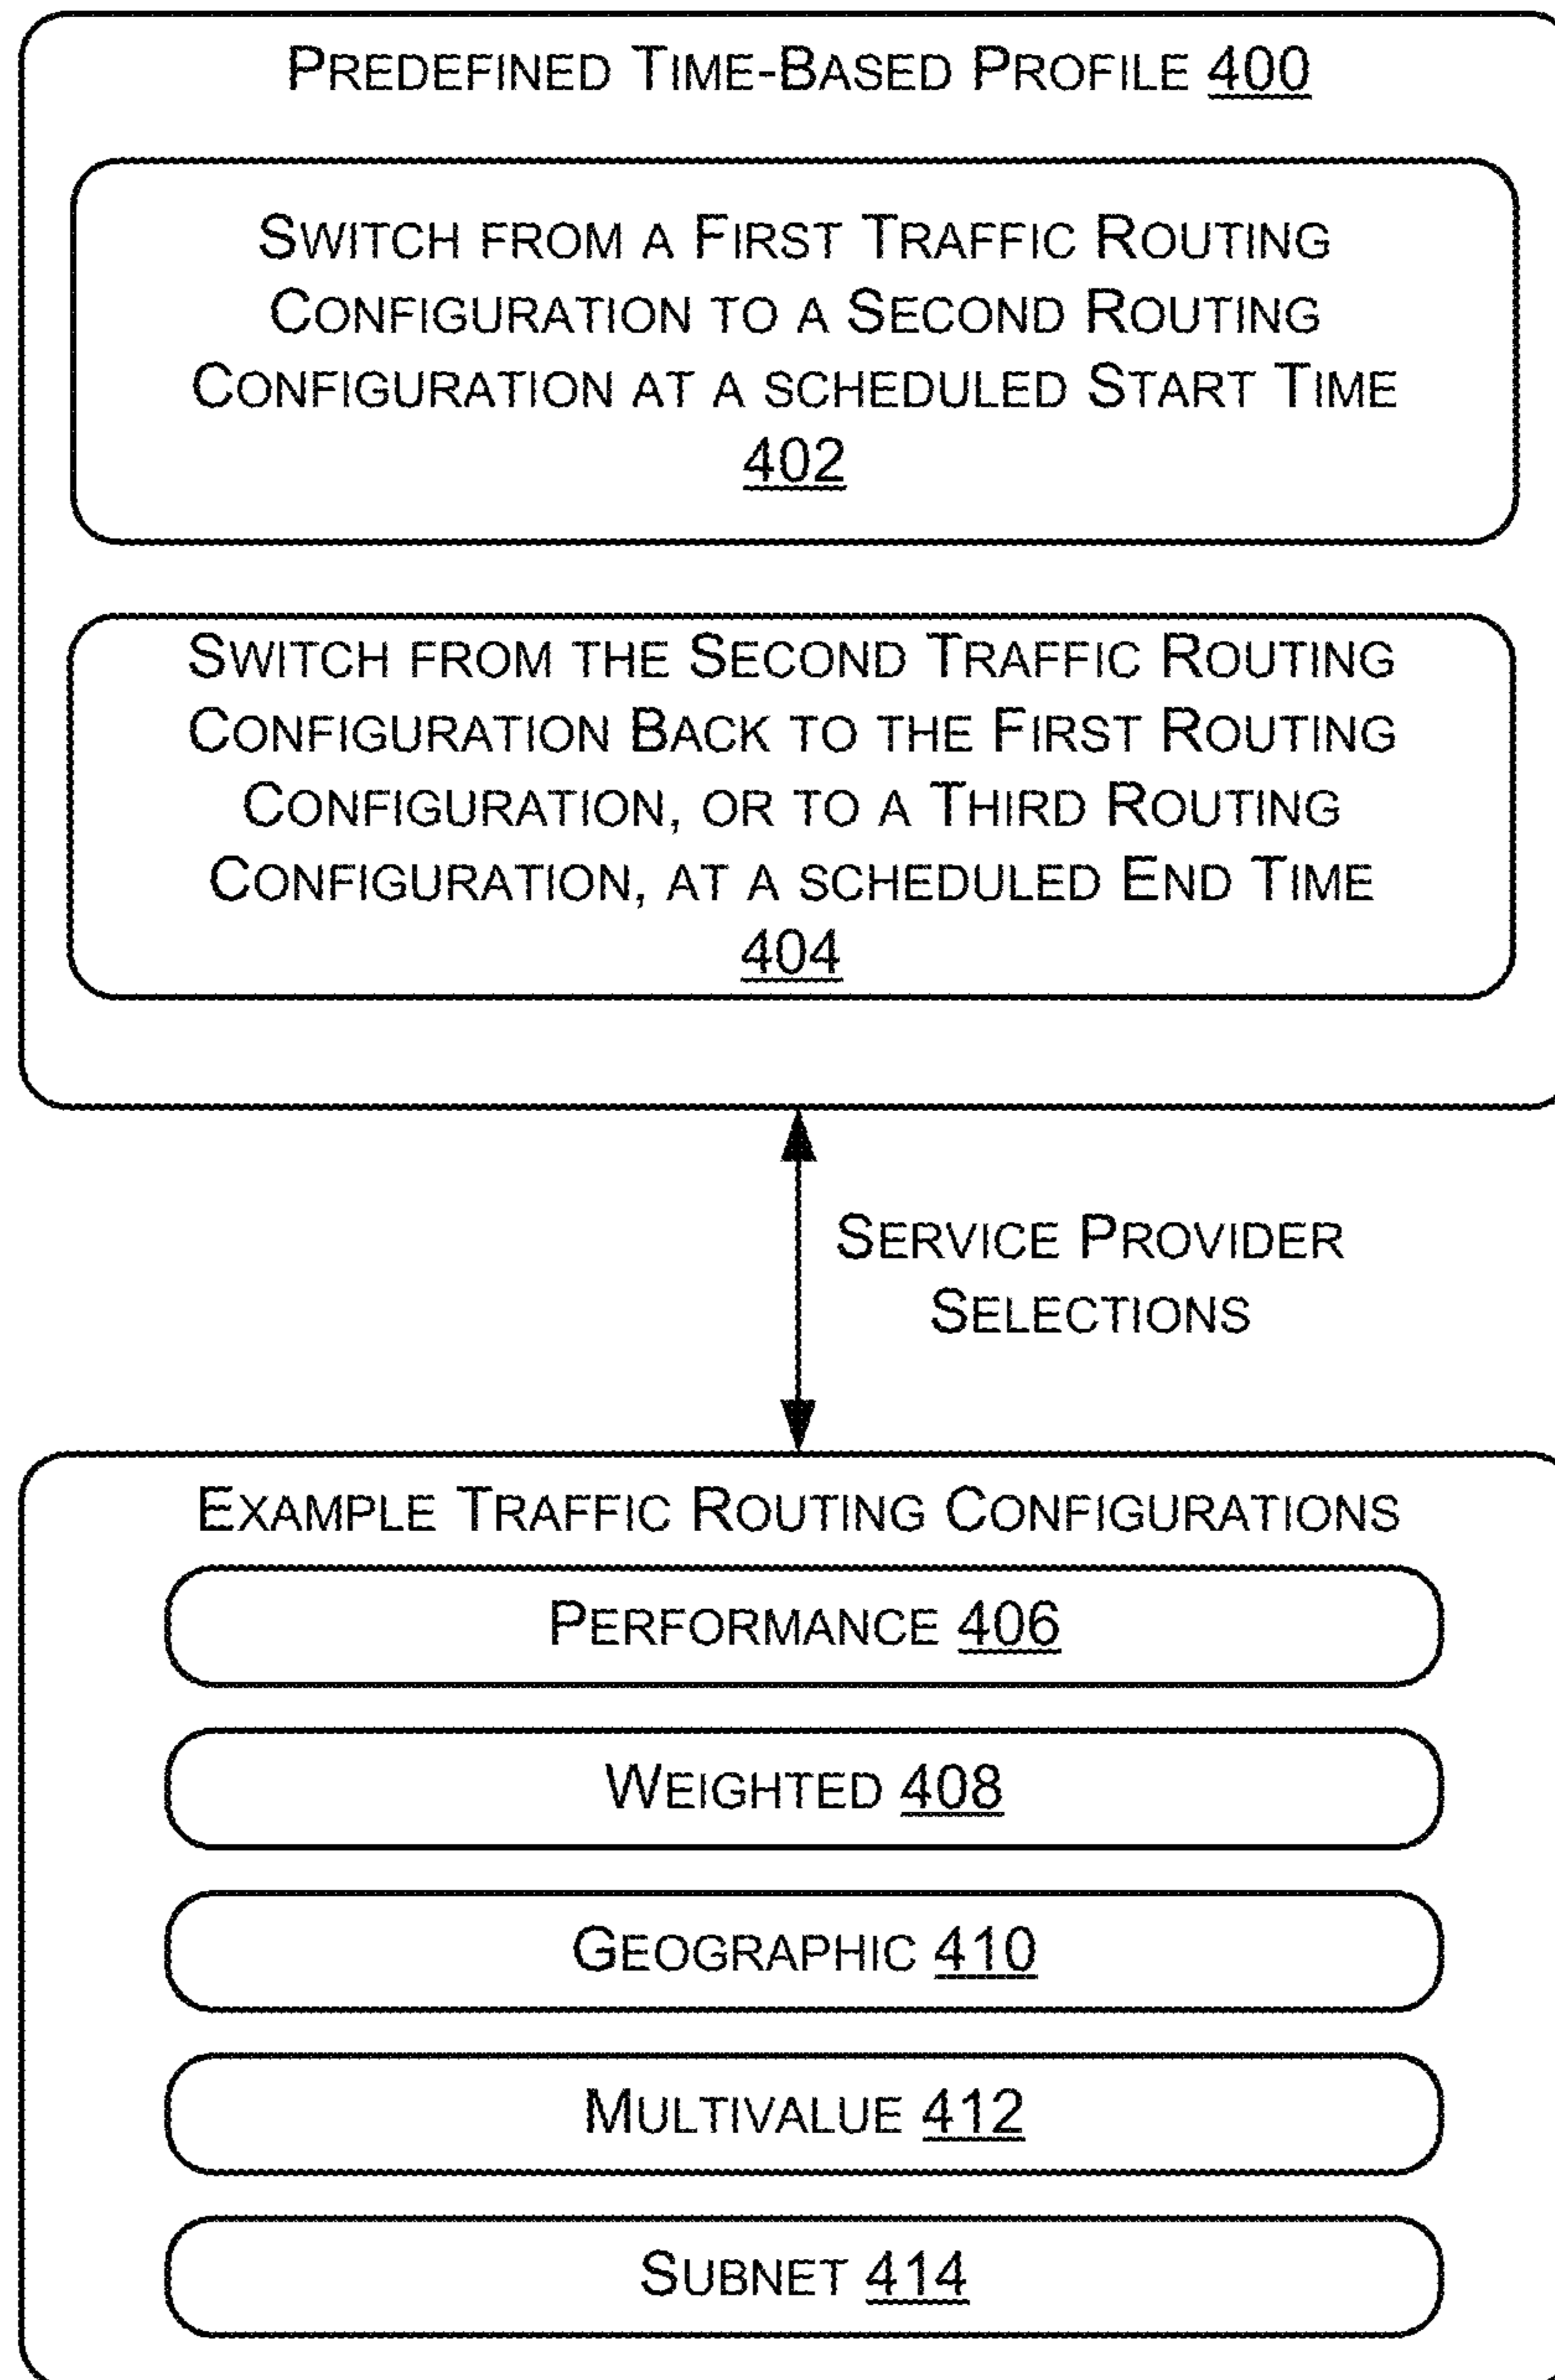 PREDEFINED TIME-BASED PROFILE 400
SWITCH FROM A FIRST TRAFFIC ROUTING
CONFIGURATION TO A SECOND ROUTING
CONFIGURATION AT A SCHEDULED START TIME
402
SWITCH FROM THE SECOND TRAFFIC ROUTING
CONFIGURATION BACK TO THE FIRST ROUTING
CONFIGURATION, OR TO A THIRD ROUTING
CONFIGURATION, AT A SCHEDULED END TIME
404
SERVICE PROVIDER
SELECTIONS
EXAMPLE TRAFFIC ROUTING CONFIGURATIONS
PERFORMANCE 406
WEIGHTED 408
GEOGRAPHIC 410
MULTIVALUE 412
SUBNET 414